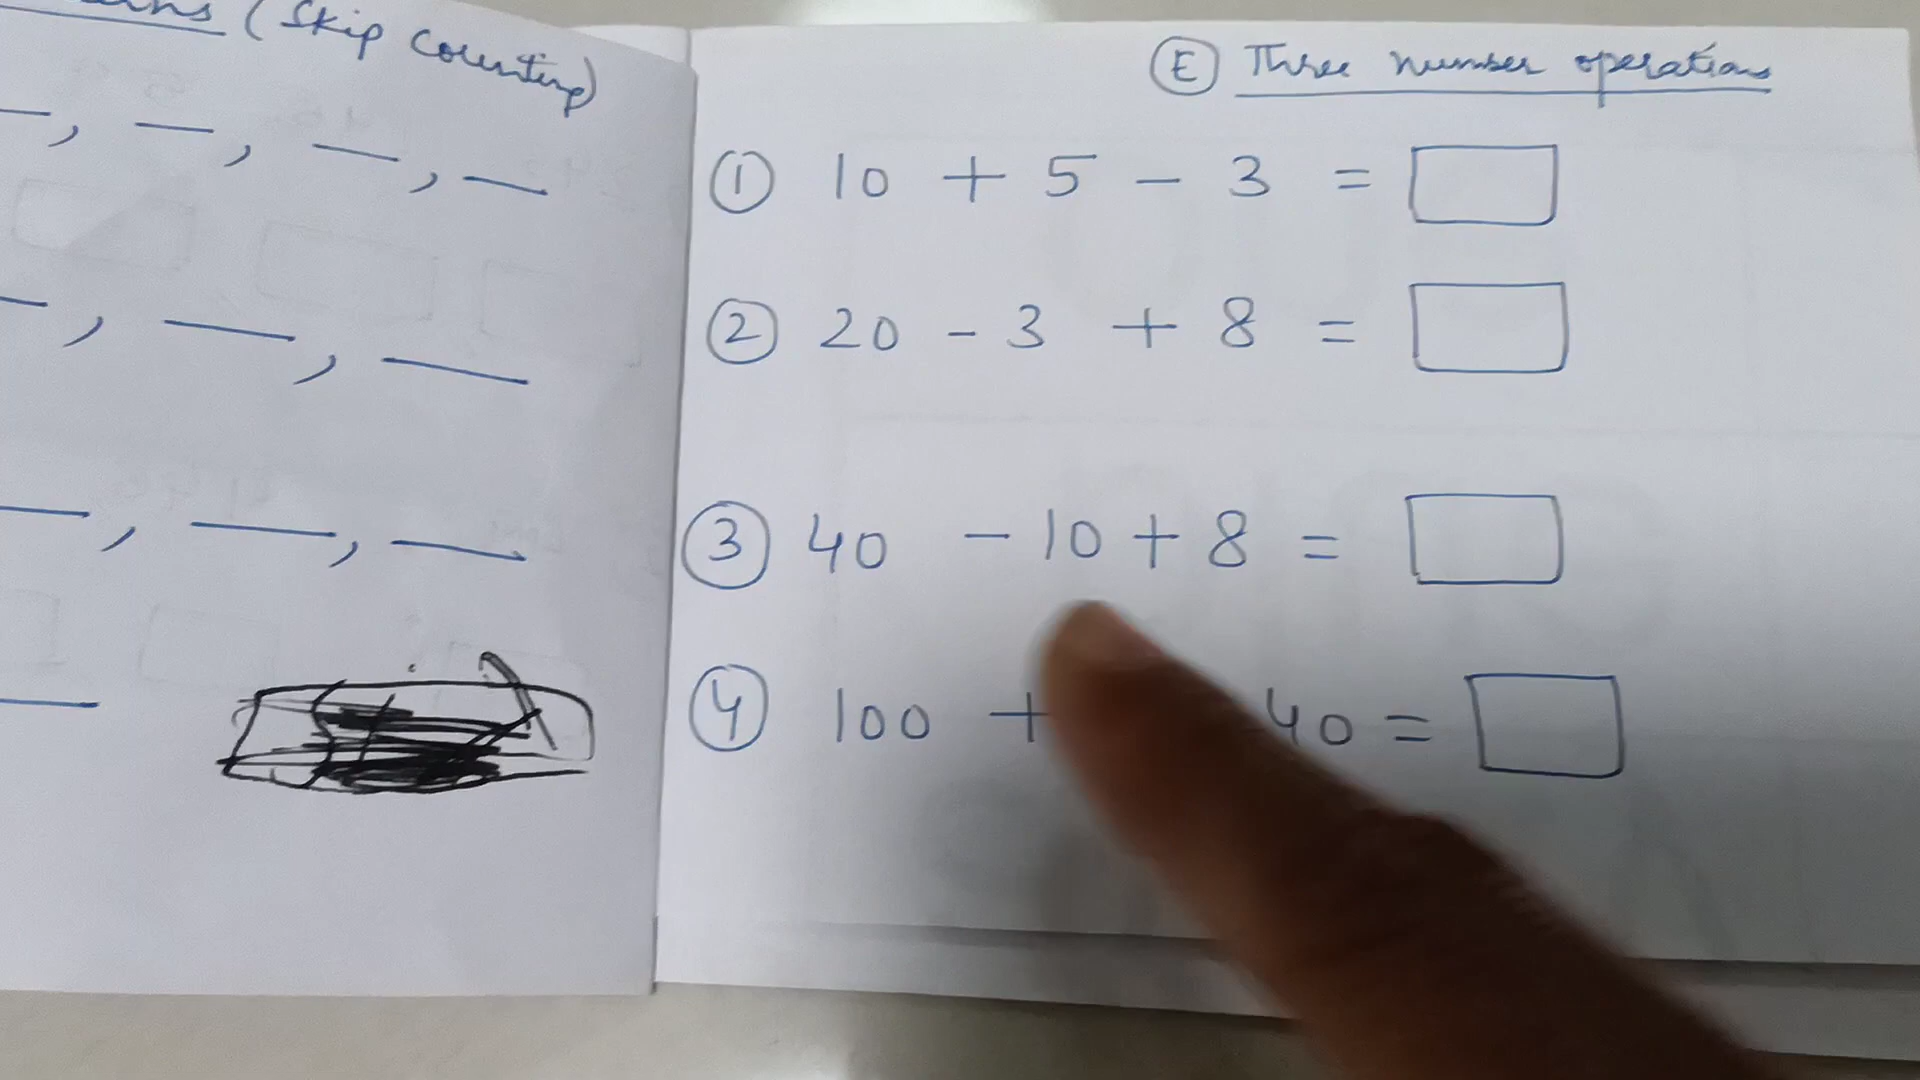 (Skip Counting)
Ⓔ Three number operations
① 10 + 5 - 3 =
② 20 - 3 + 8 =
③ 40 - 10 + 8 =
④ 100 + 40 =